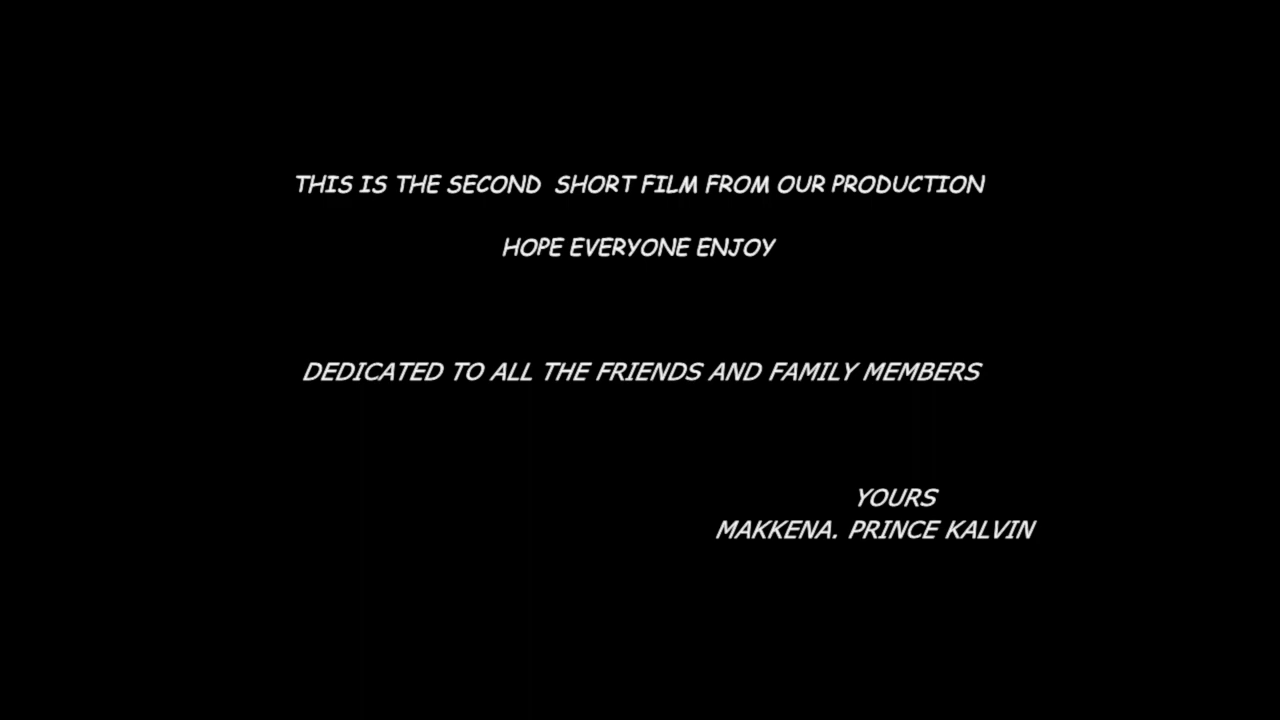 THIS IS THE SECOND  SHORT FILM FROM OUR PRODUCTION
HOPE EVERYONE ENJOY
DEDICATED TO ALL THE FRIENDS AND FAMILY MEMBERS
YOURS
MAKKENA. PRINCE KALVIN